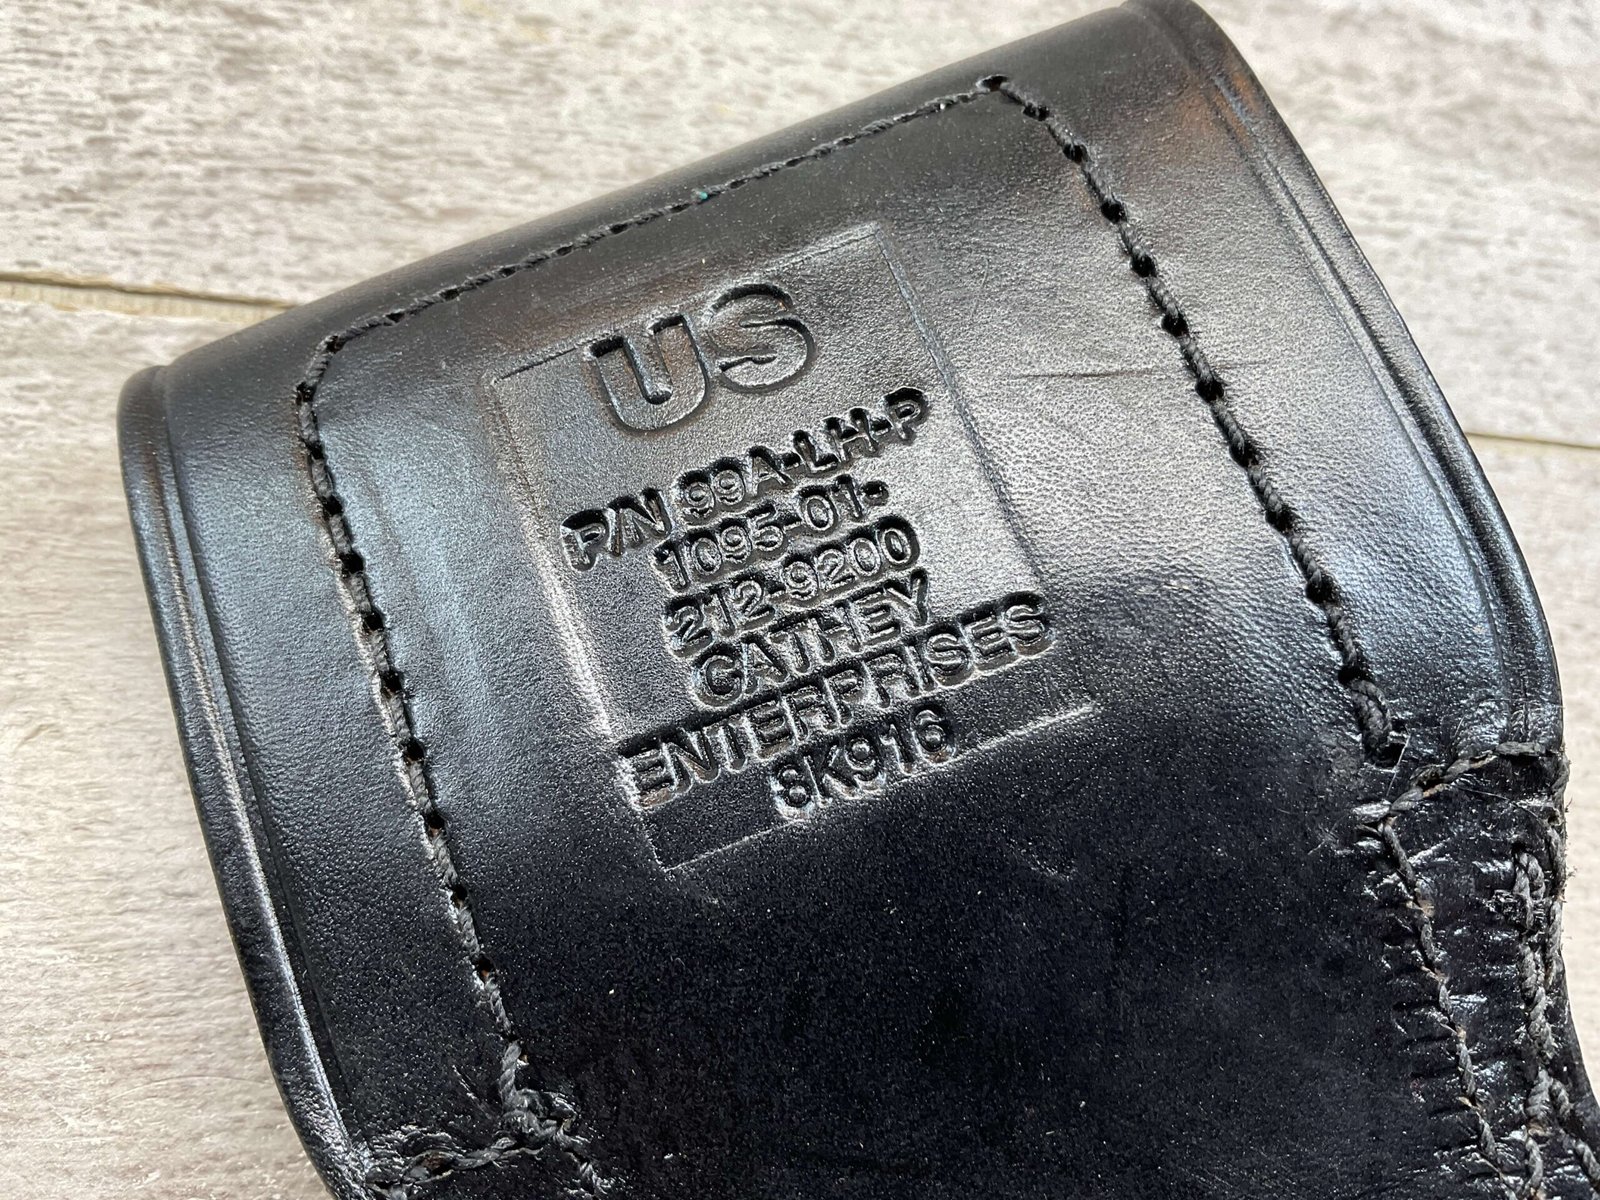 US
P/N 99A-LH-P
1095-01-
212-9200
CATHEY
ENTERPRISES
8K916